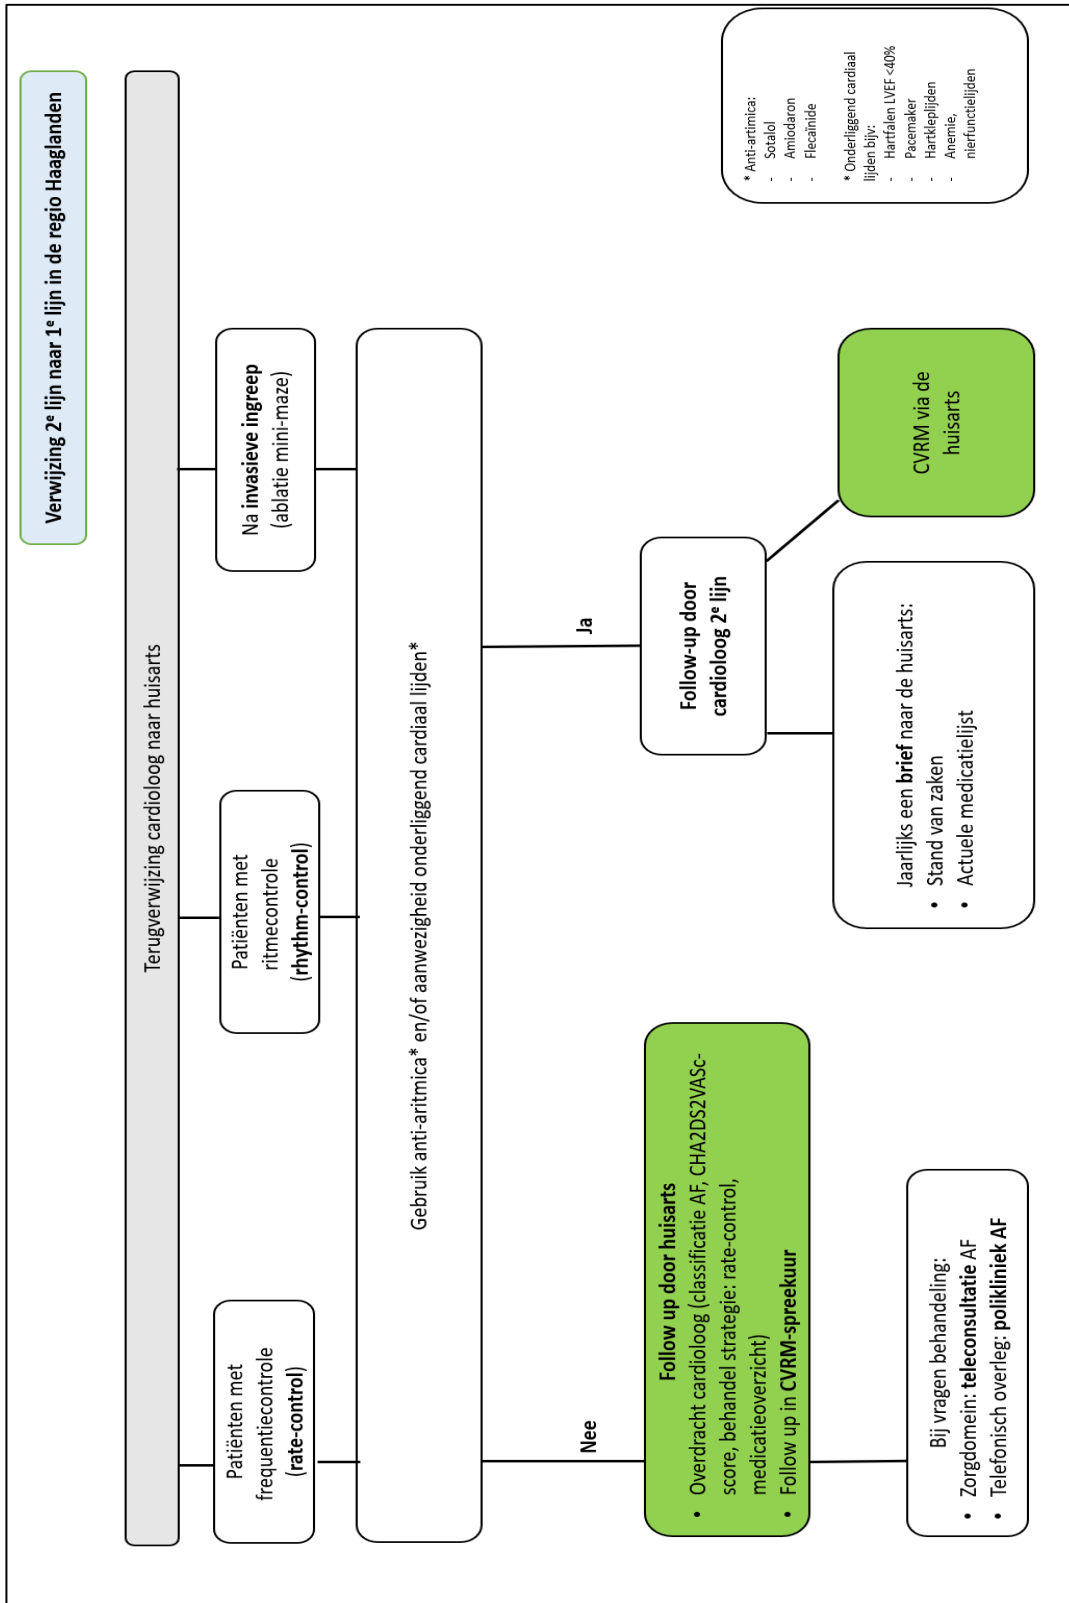 Verwijzing 2e lijn naar 1e lijn in de regio Haaglanden
Terugverwijzing cardioloog naar huisarts
Patiënten met
frequentiecontrole
(rate-control)
Patiënten met
ritmecontrole
(rhythm-control)
Na invasieve ingreep
(ablatie mini-maze)
Gebruik anti-aritmica* en/of aanwezigheid onderliggend cardiaal lijden*
Nee
Ja
Follow up door huisarts
• Overdracht cardioloog (classificatie AF, CHA2DS2VASc-
score, behandel strategie: rate-control,
medicatieoverzicht)
• Follow up in CVRM-spreekuur
Bij vragen behandeling:
• Zorgdomein: teleconsultatie AF
• Telefonisch overleg: polikliniek AF
Follow-up door
cardioloog 2e lijn
Jaarlijks een brief naar de huisarts:
• Stand van zaken
• Actuele medicatielijst
CVRM via de
huisarts
* Anti-artimica:
- Sotalol
- Amiodaron
- Flecaïnide
* Onderliggend cardiaal
lijden bijv:
- Hartfalen LVEF <40%
- Pacemaker
- Hartkleplijden
- Anemie,
nierfunctielijden